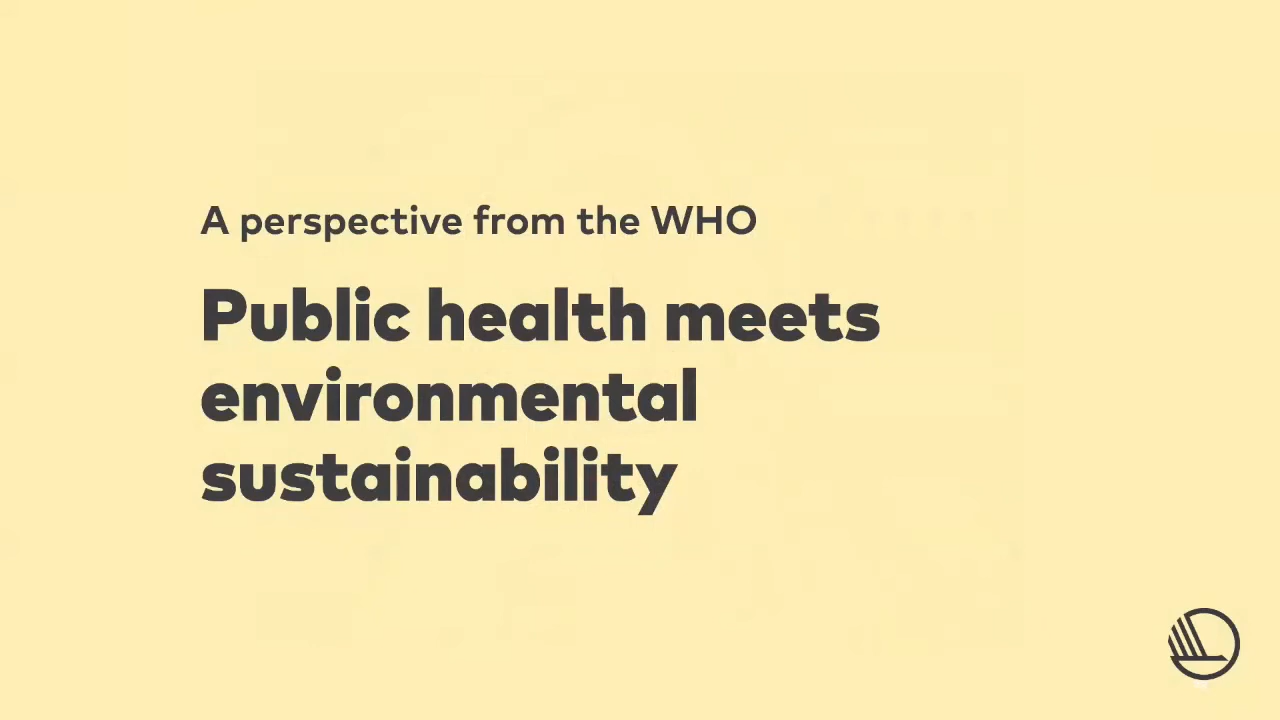 A perspective from the WHO
Public health meets
environmental
sustainability